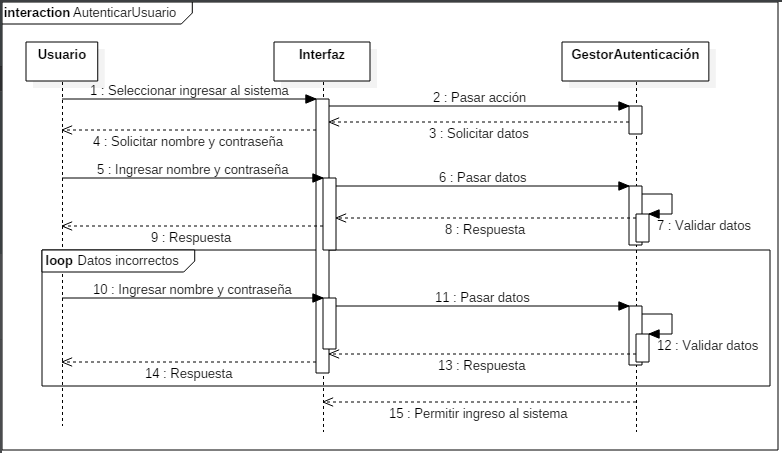 interaction AutenticarUsuario
Usuario
Interfaz
GestorAutenticación
1 : Seleccionar ingresar al sistema
2 : Pasar acción
3 : Solicitar datos
4 : Solicitar nombre y contraseña
5 : Ingresar nombre y contraseña
6 : Pasar datos
7 : Validar datos
8 : Respuesta
9 : Respuesta
loop Datos incorrectos
10 : Ingresar nombre y contraseña
11 : Pasar datos
12 : Validar datos
13 : Respuesta
14 : Respuesta
15 : Permitir ingreso al sistema